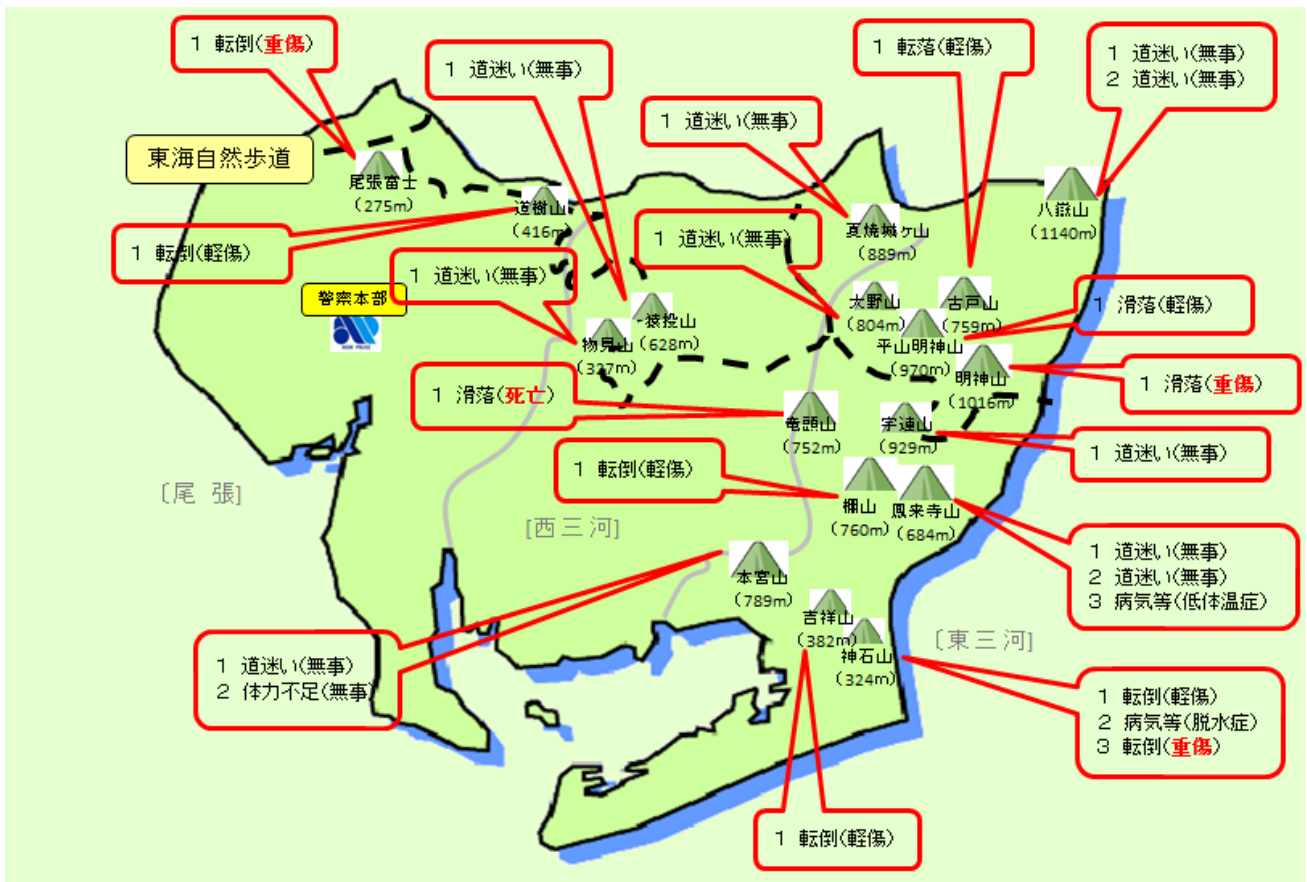 1 転倒(重傷)
1 道迷い(無事)
1 転落(軽傷)
1 道迷い(無事)
2 道迷い(無事)
1 道迷い(無事)
東海自然歩道
尾張富士
(275m)
道樹山
(416m)
真焼城ヶ山
(889m)
八嶽山
(1140m)
1 転倒(軽傷)
1 道迷い(無事)
1 道迷い(無事)
警察本部
猿投山
(628m)
物見山
(327m)
太野山
(804m)
古戸山
(759m)
平山明神山
(970m)
明神山
(1016m)
1 滑落(軽傷)
1 滑落(重傷)
1 滑落(死亡)
竜頭山
(752m)
宇連山
(929m)
1 道迷い(無事)
1 転倒(軽傷)
棚山
(760m)
鳳来寺山
(684m)
〔尾 張〕
[西三河]
1 道迷い(無事)
2 道迷い(無事)
3 病気等(低体温症)
本宮山
(789m)
吉祥山
(382m)
神石山
(324m)
〔東三河〕
1 道迷い(無事)
2 体力不足(無事)
1 転倒(軽傷)
2 病気等(脱水症)
3 転倒(重傷)
1 転倒(軽傷)